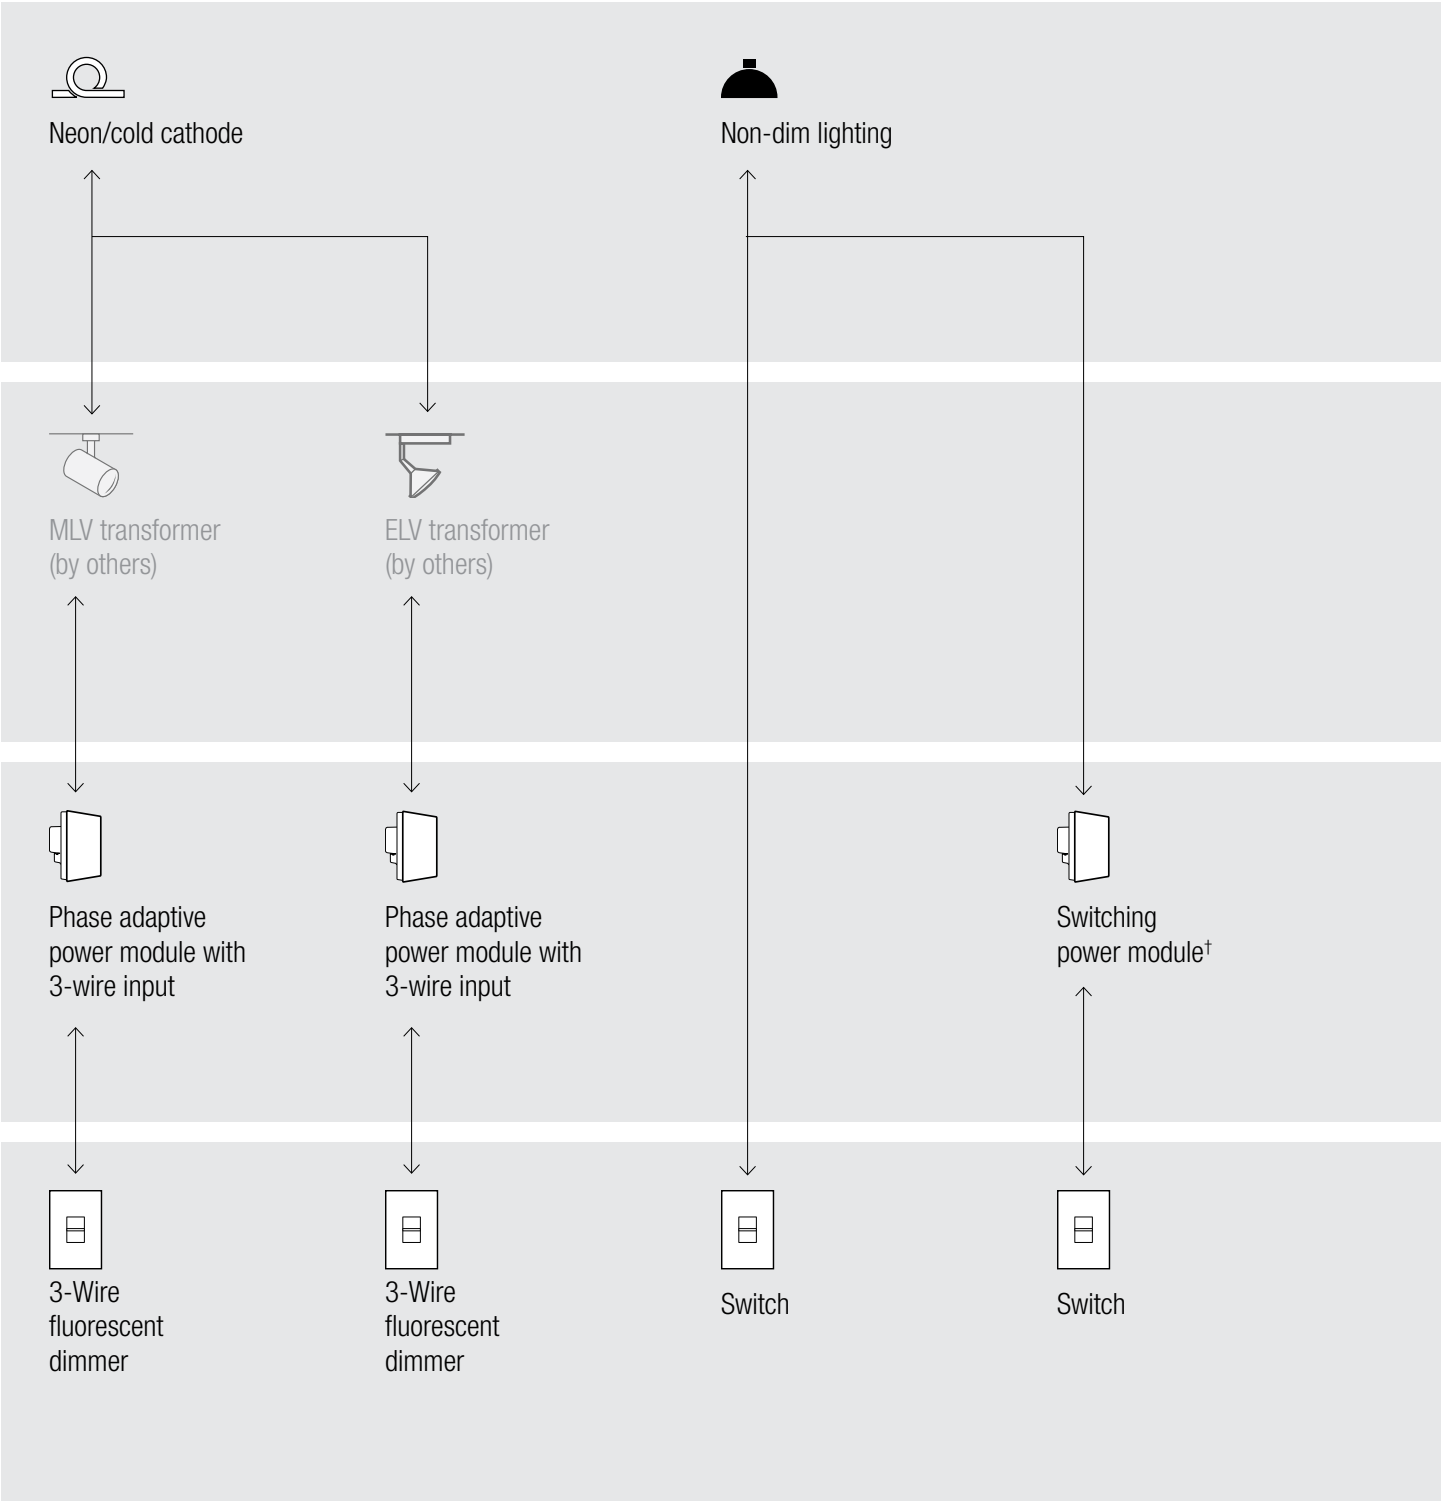 Neon/cold cathode
Non-dim lighting
MLV transformer
(by others)
ELV transformer
(by others)
Phase adaptive
power module with
3-wire input
Phase adaptive
power module with
3-wire input
Switching
power module†
3-Wire
fluorescent
dimmer
3-Wire
fluorescent
dimmer
Switch
Switch